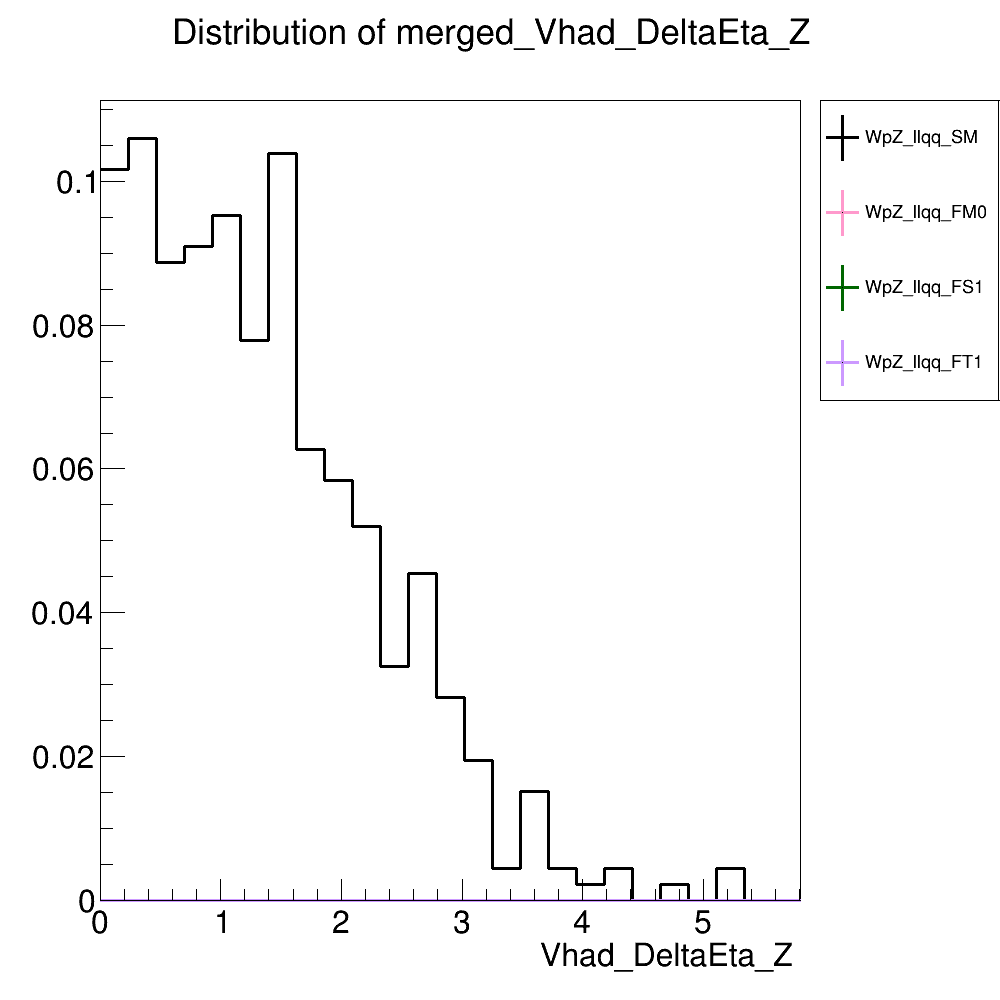 Distribution of merged_Vhad_DeltaEta_Z
WpZ_llqq_SM
WpZ_llqq_FM0
WpZ_llqq_FS1
WpZ_llqq_FT1
0.1
0.08
0.06
0.04
0.02
0
0 1 2 3 4 5
Vhad_DeltaEta_Z